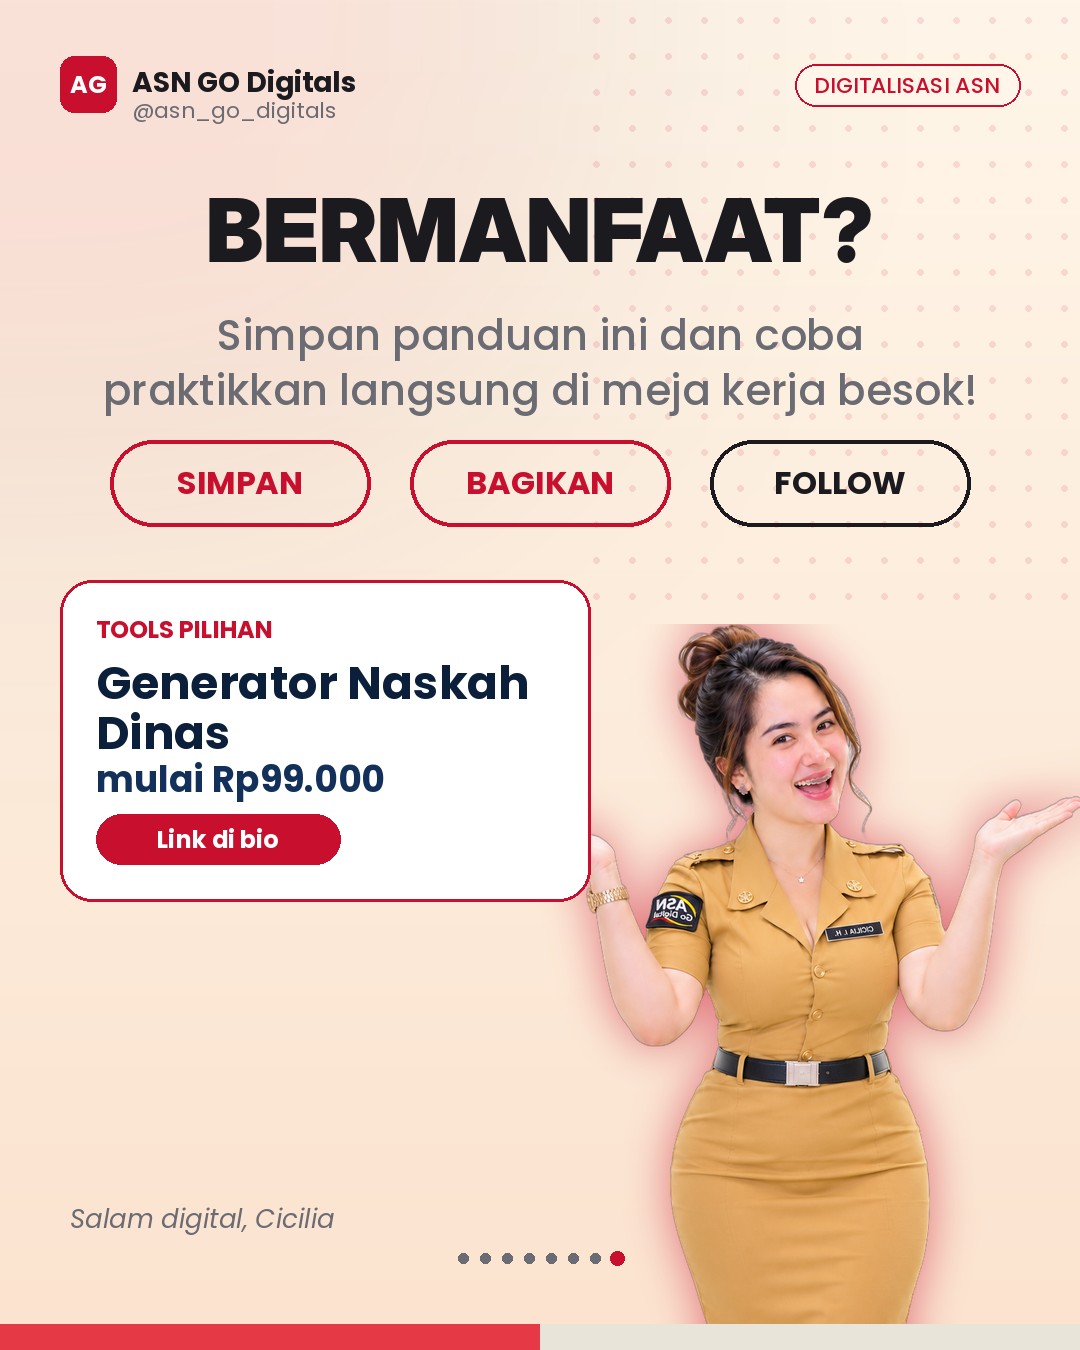 AG
ASN GO Digitals
@asn_go_digitals
DIGITALISASI ASN
BERMANFAAT?
Simpan panduan ini dan coba
praktikkan langsung di meja kerja besok!
SIMPAN
BAGIKAN
FOLLOW
TOOLS PILIHAN
Generator Naskah
Dinas
mulai Rp99.000
Link di bio
ASN
Go Digital
CICILIA I. H.
Salam digital, Cicilia